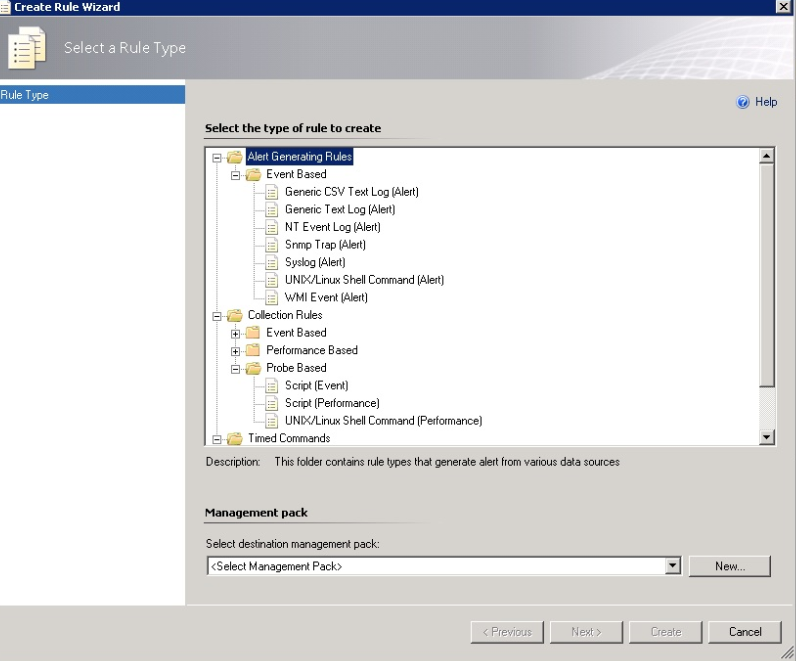 Create Rule Wizard
Select a Rule Type
Rule Type
Help
Select the type of rule to create
Alert Generating Rules
Event Based
Generic CSV Text Log (Alert)
Generic Text Log (Alert)
NT Event Log (Alert)
Snmp Trap (Alert)
Syslog (Alert)
UNIX/Linux Shell Command (Alert)
WMI Event (Alert)
Collection Rules
Event Based
Performance Based
Probe Based
Script (Event)
Script (Performance)
UNIX/Linux Shell Command (Performance)
Timed Commands
Description: This folder contains rule types that generate alert from various data sources
Management pack
Select destination management pack:
<Select Management Pack> New...
< Previous Next > Create Cancel